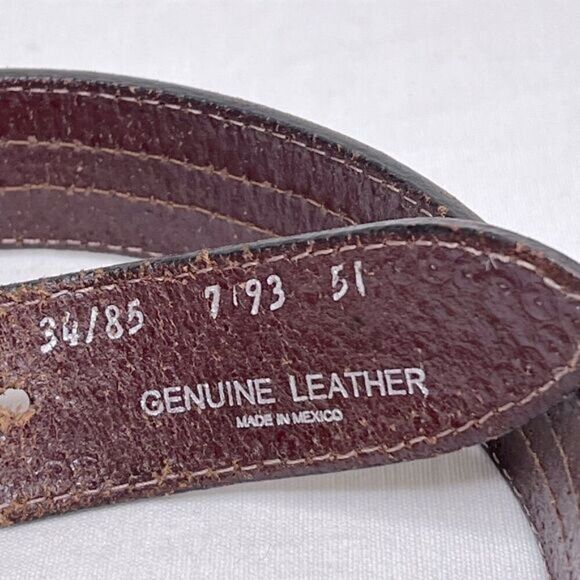 34/85 7193 51
GENUINE LEATHER
MADE IN MEXICO